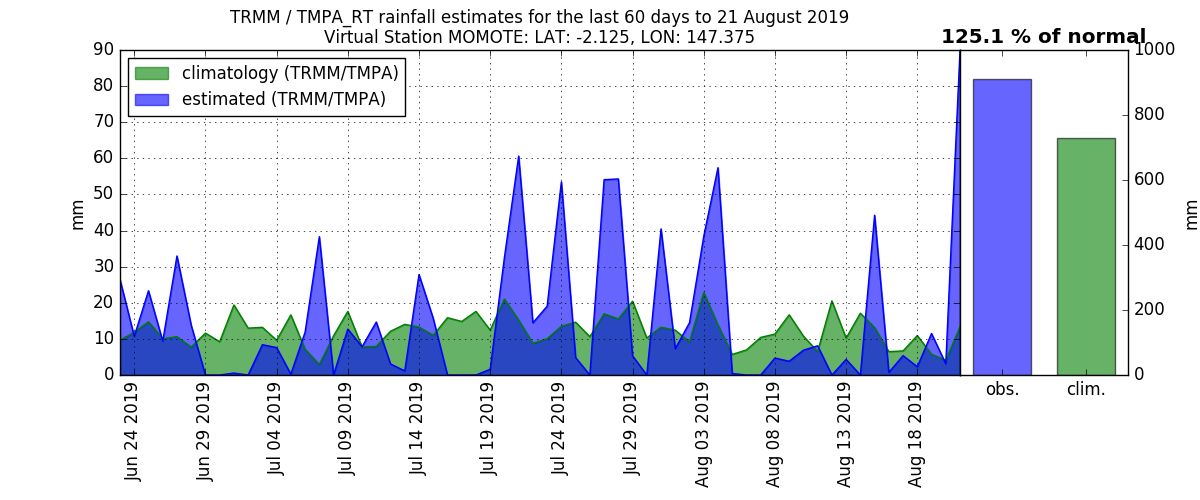 TRMM / TMPA_RT rainfall estimates for the last 60 days to 21 August 2019
Virtual Station MOMOTE: LAT: -2.125, LON: 147.375
125.1 % of normal
climatology (TRMM/TMPA)
estimated (TRMM/TMPA)
90
80
70
60
50
40
30
20
10
0
mm
Jun 24 2019
Jun 29 2019
Jul 04 2019
Jul 09 2019
Jul 14 2019
Jul 19 2019
Jul 24 2019
Jul 29 2019
Aug 03 2019
Aug 08 2019
Aug 13 2019
Aug 18 2019
1000
800
600
400
200
0
mm
obs.
clim.